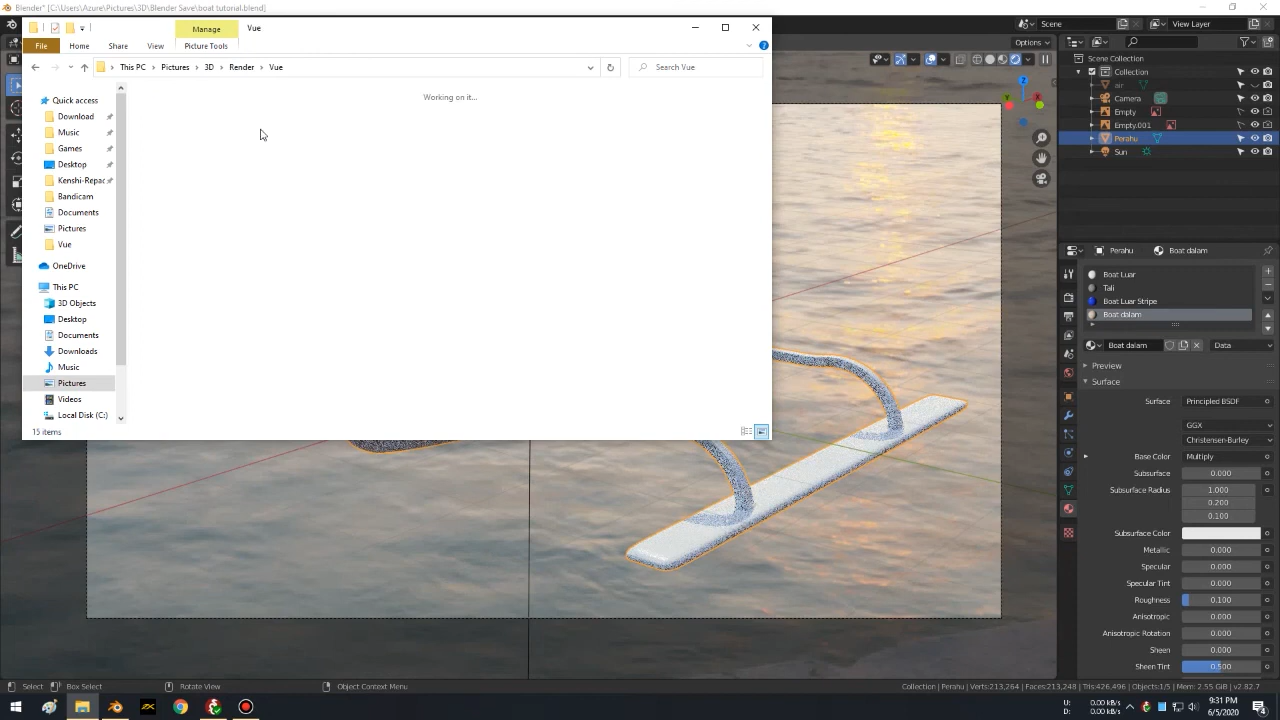 Blender* [C:\Users\Azure\Pictures\3D\Blender Save\boat tutorial.blend]
Manage
Vue
File
Home
Share
View
Picture Tools
This PC
Pictures
3D
Render
Vue
Search Vue
Working on it...
Quick access
Download
Music
Games
Desktop
Kenshi-Repac
Bandicam
Documents
Pictures
Vue
OneDrive
This PC
3D Objects
Desktop
Documents
Downloads
Music
Pictures
Videos
Local Disk (C:)
15 items
Scene
View Layer
Options
Scene Collection
Collection
air
Camera
Empty
Empty.001
Perahu
Sun
Perahu
Boat dalam
Boat Luar
Tali
Boat Luar Stripe
Boat dalam
Boat dalam
Data
Preview
Surface
Surface
Principled BSDF
GGX
Christensen-Burley
Base Color
Multiply
Subsurface
0.000
Subsurface Radius
1.000
0.200
0.100
Subsurface Color
Metallic
0.000
Specular
0.000
Specular Tint
0.000
Roughness
0.100
Anisotropic
0.000
Anisotropic Rotation
0.000
Sheen
0.000
Sheen Tint
0.500
Select
Box Select
Rotate View
Object Context Menu
Collection | Perahu | Verts:213,264 | Faces:213,248 | Tris:426,496 | Objects:1/5 | Mem: 2.55 GiB | v2.82.7
U: 0.00 kB/s
D: 0.00 kB/s
9:31 PM
6/5/2020
4